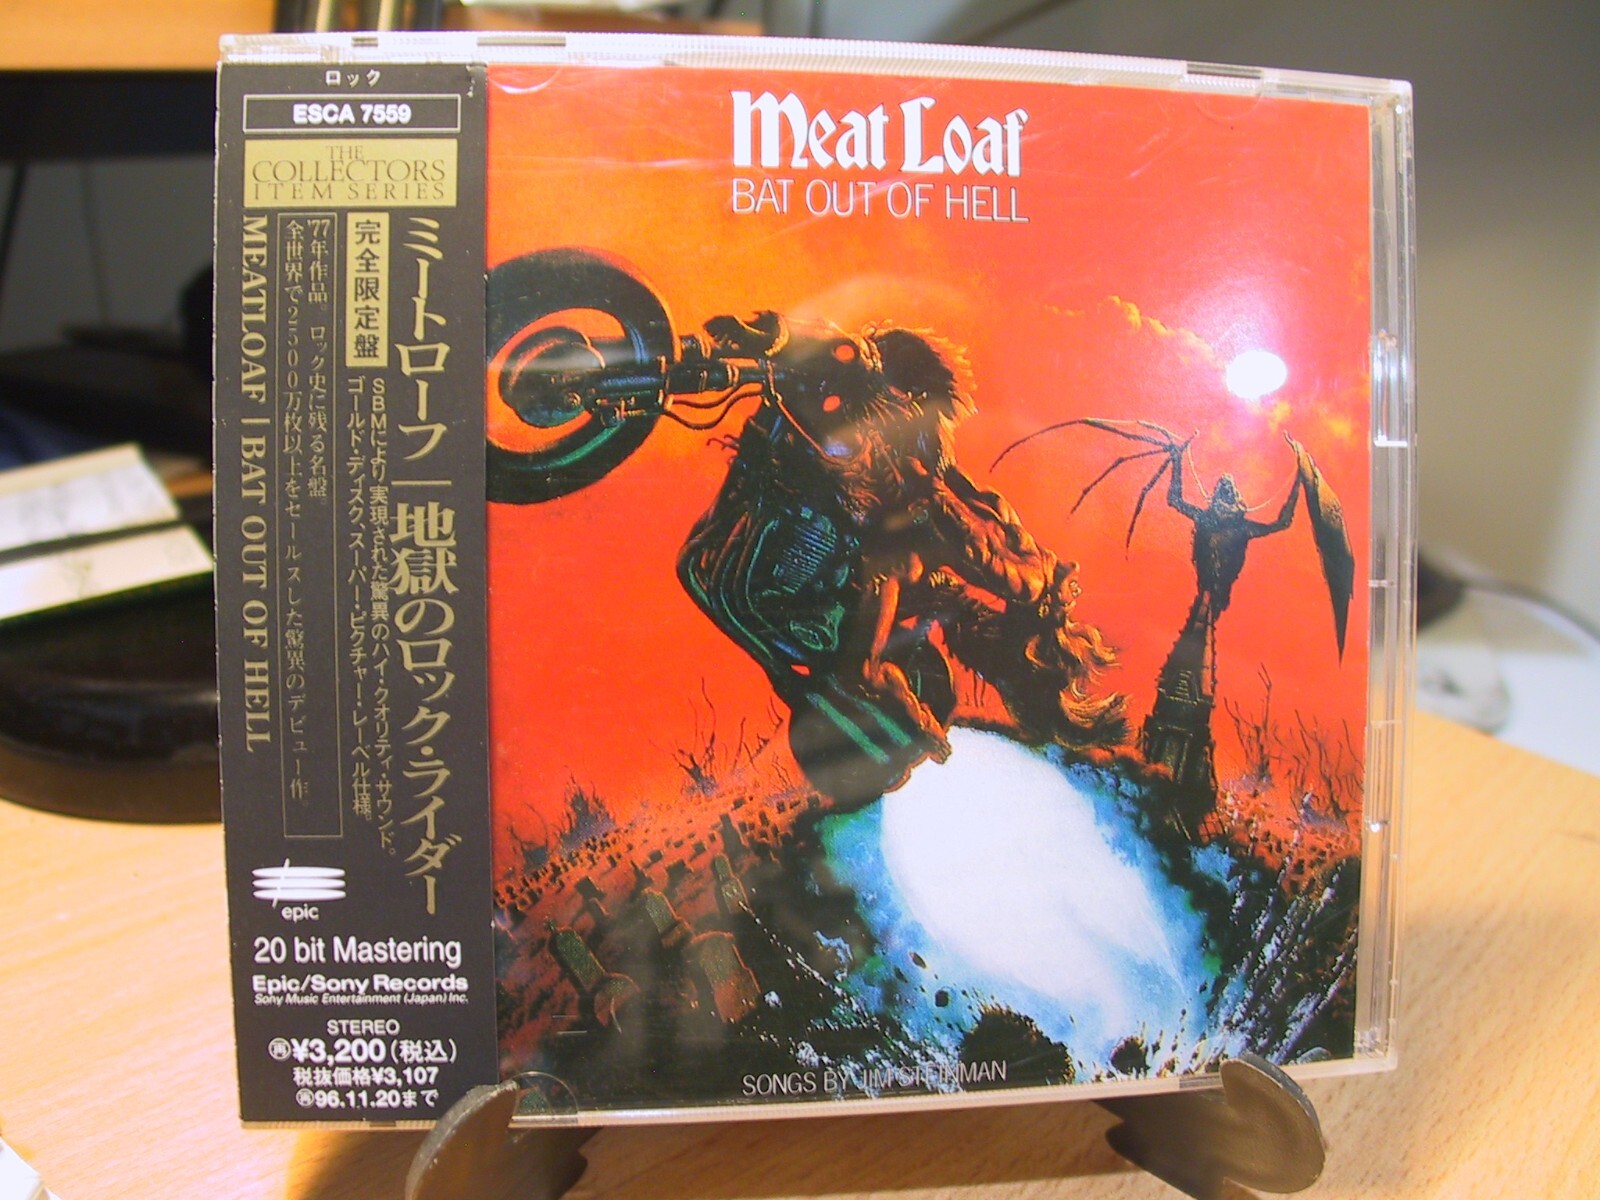 ロック
ESCA 7559
THE
COLLECTORS
ITEM SERIES
ミートローフ | 地獄のロック・ライダー
完全限定盤
SBMにより実現された驚異のハイ・クオリティ・サウンド。
ゴールド・ディスク、スーパー・ピクチャー・レーベル仕様。
'77年作品。ロック史に残る名盤。
全世界で2500万枚以上をセールスした驚異のデビュー作。
MEATLOAF | BAT OUT OF HELL
epic
20 bit Mastering
Epic/Sony Records
Sony Music Entertainment (Japan) Inc.
STEREO
再¥3,200(税込)
税抜価格¥3,107
再96.11.20まで
Meat Loaf
BAT OUT OF HELL
SONGS BY JIM STEINMAN